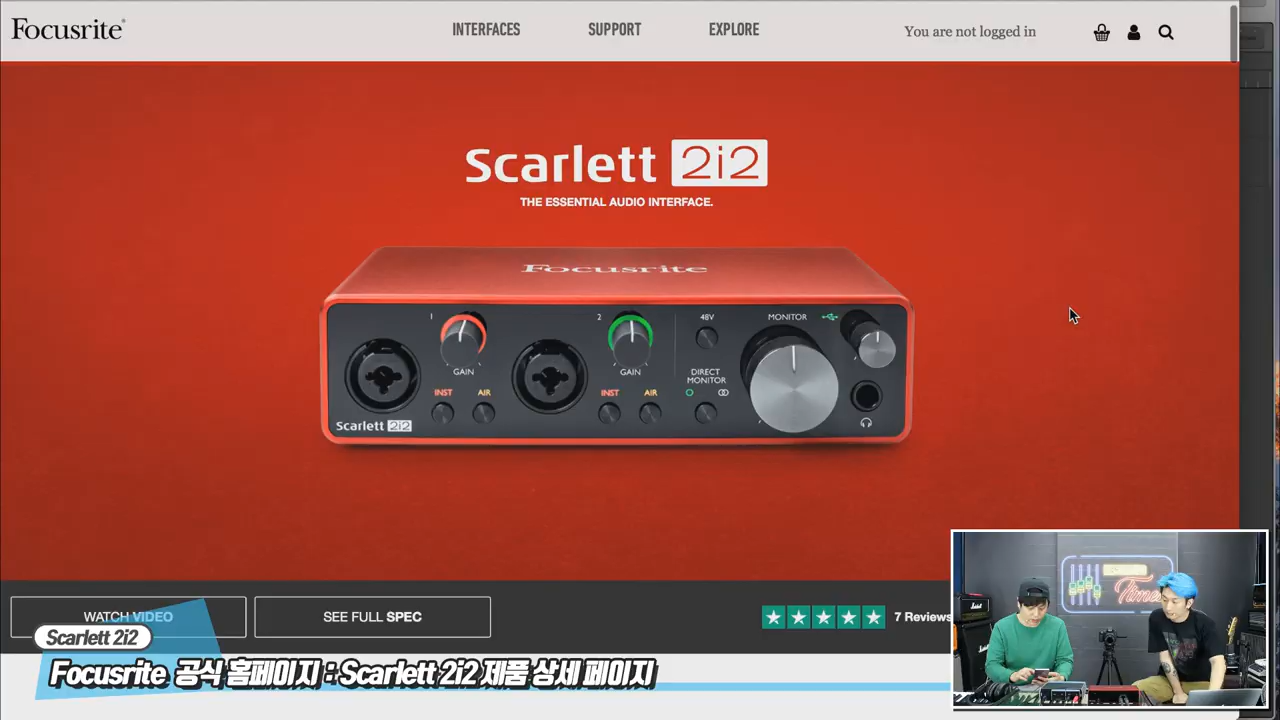 Focusrite
INTERFACES SUPPORT EXPLORE You are not logged in
Scarlett 2i2
THE ESSENTIAL AUDIO INTERFACE.
Focusrite
1 2 48V MONITOR
GAIN GAIN DIRECT
MONITOR
INST AIR INST AIR
Scarlett 2i2
WATCH VIDEO SEE FULL SPEC 7 Reviews
Scarlett 2i2
Focusrite 공식 홈페이지 : Scarlett 2i2 제품 상세 페이지
Marshall
Time